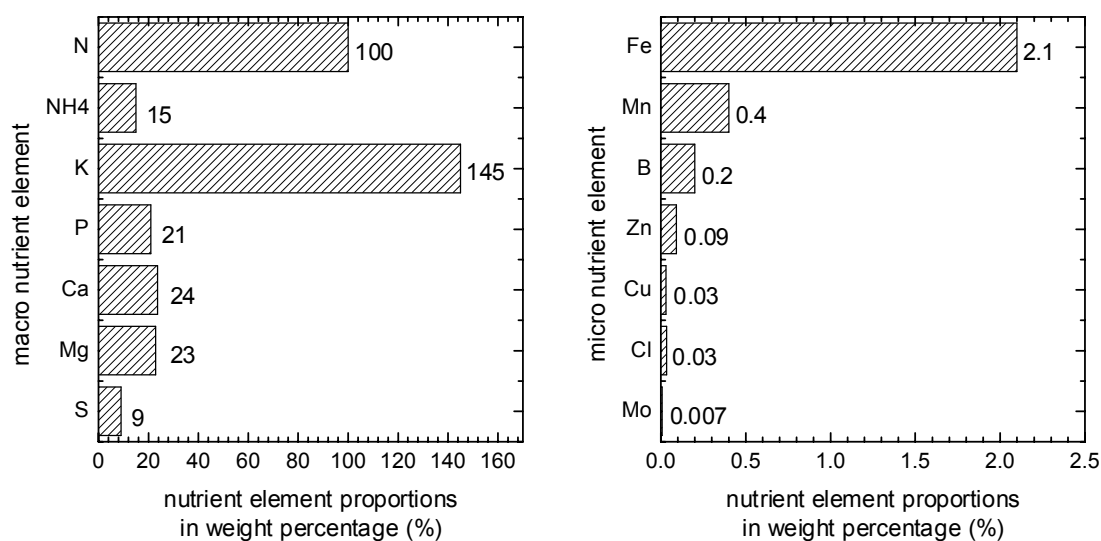 macro nutrient element
N
100
NH4
15
K
145
P
21
Ca
24
Mg
23
S
9
0 20 40 60 80 100 120 140 160
nutrient element proportions
in weight percentage (%)
micro nutrient element
Fe
2.1
Mn
0.4
B
0.2
Zn
0.09
Cu
0.03
Cl
0.03
Mo
0.007
0.0 0.5 1.0 1.5 2.0 2.5
nutrient element proportions
in weight percentage (%)